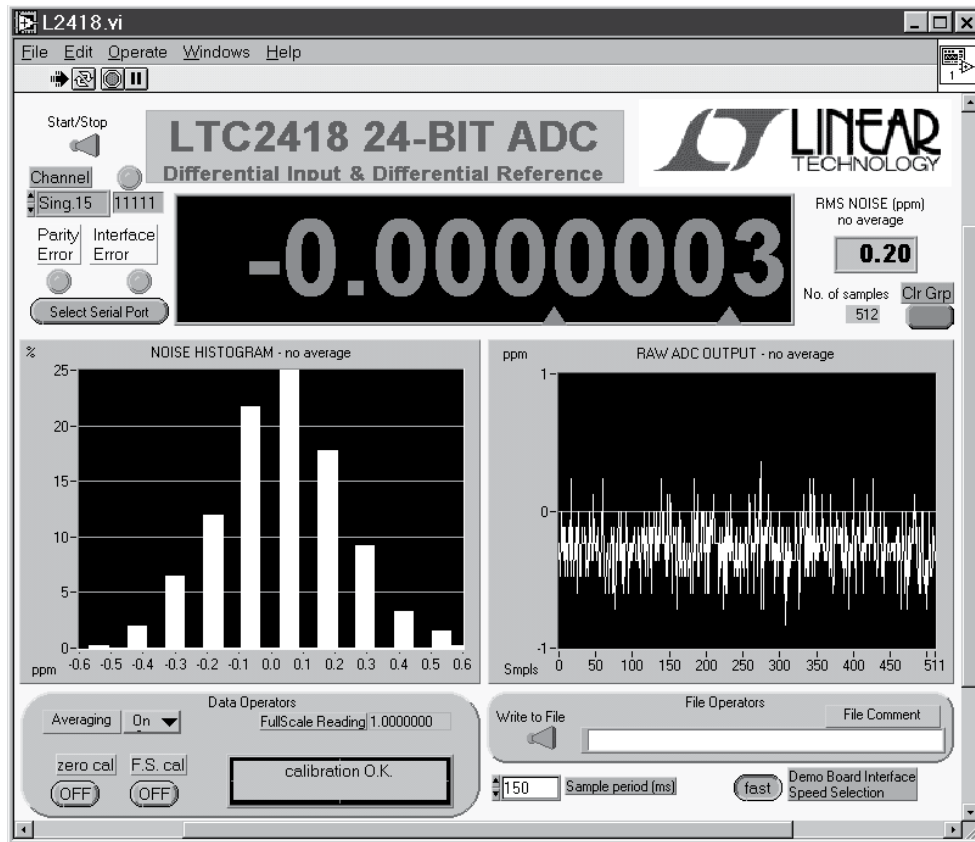 L2418.vi
File Edit Operate Windows Help
1
Start/Stop
LTC2418 24-BIT ADC
Differential Input & Differential Reference
LINEAR
TECHNOLOGY
Channel
Sing.15 11111
Parity Error
Interface Error
Select Serial Port
-0.0000003
RMS NOISE (ppm)
no average
0.20
No. of samples Clr Grp
512
% NOISE HISTOGRAM - no average
25-
20-
15-
10-
5-
0-
ppm -0.6 -0.5 -0.4 -0.3 -0.2 -0.1 0.0 0.1 0.2 0.3 0.4 0.5 0.6
ppm RAW ADC OUTPUT - no average
1-
0-
-1-
Smpls 0 50 100 150 200 250 300 350 400 450 511
Data Operators
Averaging On
FullScale Reading 1.0000000
zero cal F.S. cal
OFF OFF
calibration O.K.
File Operators
Write to File
File Comment
150 Sample period (ms)
fast
Demo Board Interface
Speed Selection